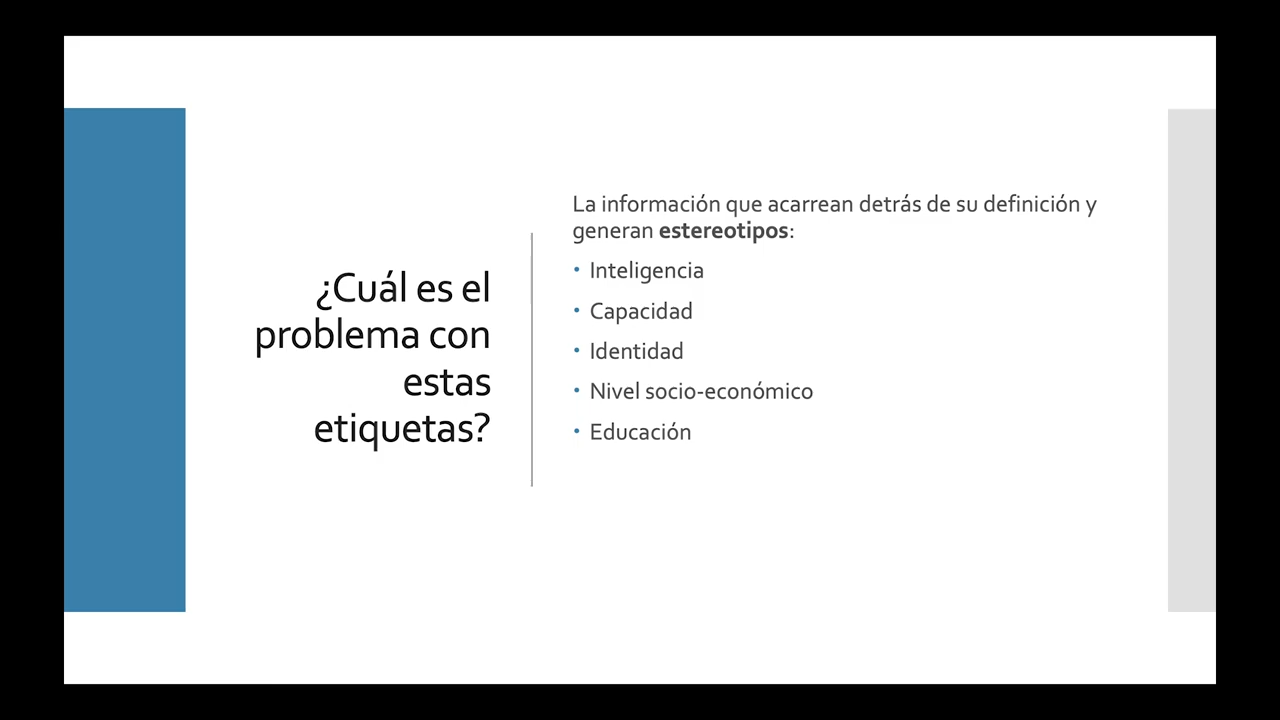 ¿Cuál es el
problema con
estas
etiquetas?
La información que acarrean detrás de su definición y
generan estereotipos:
• Inteligencia
• Capacidad
• Identidad
• Nivel socio-económico
• Educación